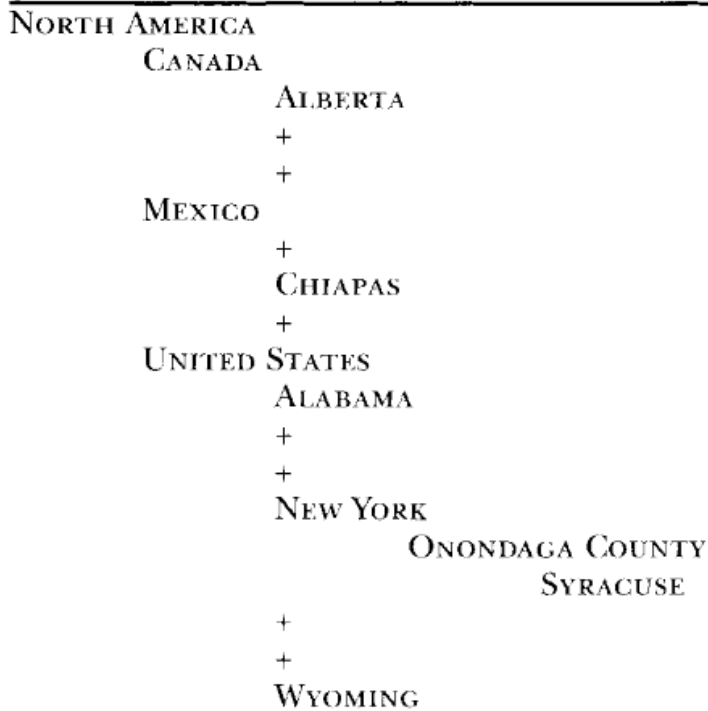 North America
Canada
Alberta
+
+
Mexico
+
Chiapas
+
United States
Alabama
+
+
New York
Onondaga County
Syracuse
+
+
Wyoming